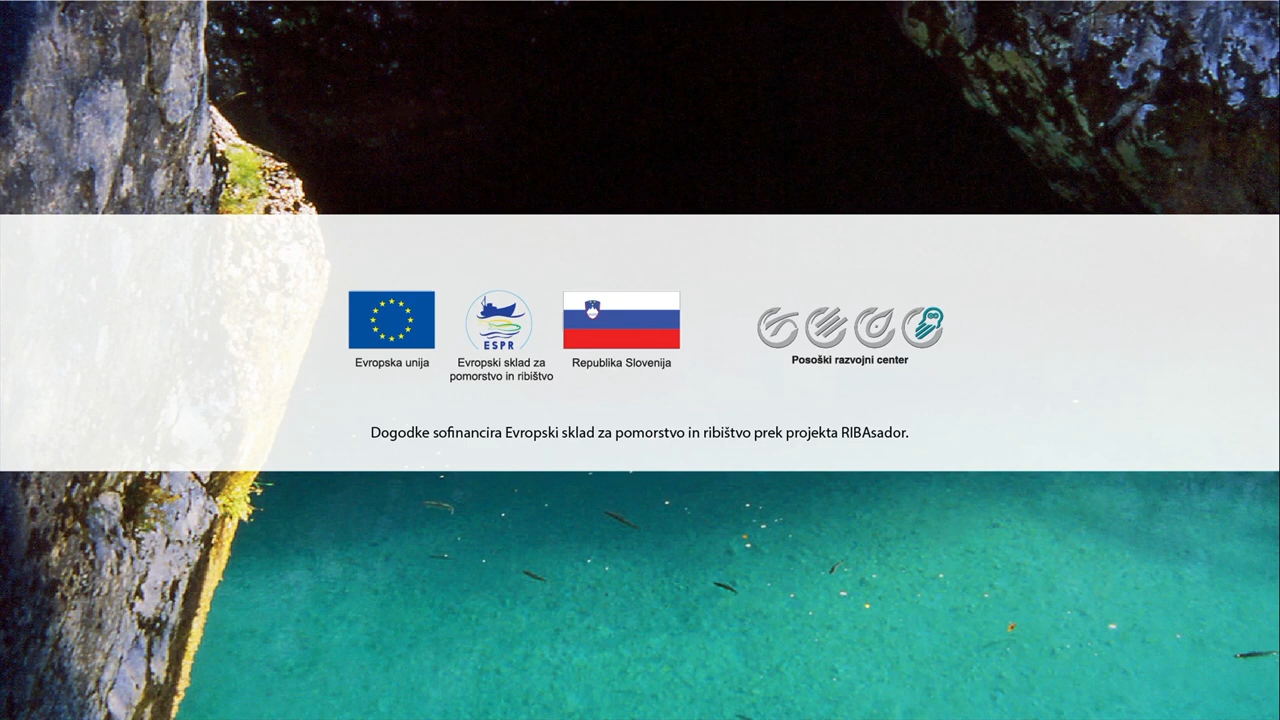 ESPR
Evropska unija
Evropski sklad za
pomorstvo in ribištvo
Republika Slovenija
Pososki razvojni center
Dogodke sofinancira Evropski sklad za pomorstvo in ribištvo prek projekta RIBAsador.